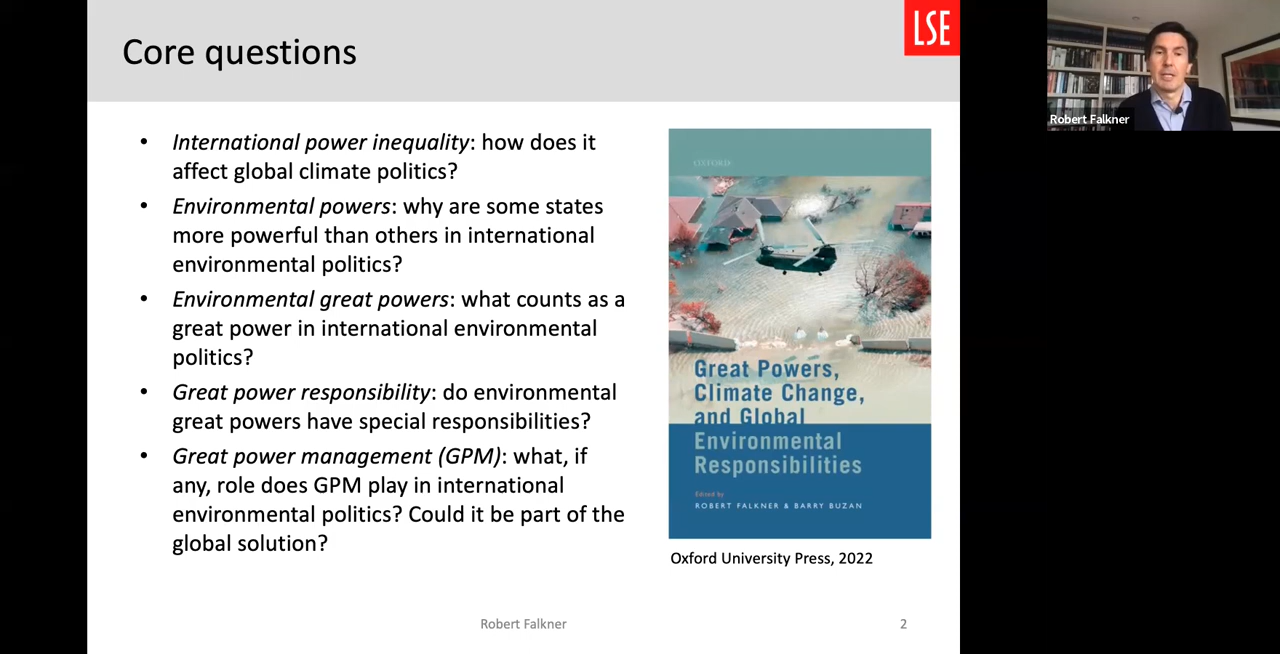 Core questions
LSE
• International power inequality: how does it
affect global climate politics?
• Environmental powers: why are some states
more powerful than others in international
environmental politics?
• Environmental great powers: what counts as a
great power in international environmental
politics?
• Great power responsibility: do environmental
great powers have special responsibilities?
• Great power management (GPM): what, if
any, role does GPM play in international
environmental politics? Could it be part of the
global solution?
OXFORD
Great Powers,
Climate Change,
and Global
Environmental
Responsibilities
Edited by
ROBERT FALKNER & BARRY BUZAN
Oxford University Press, 2022
Robert Falkner
2
Robert Falkner